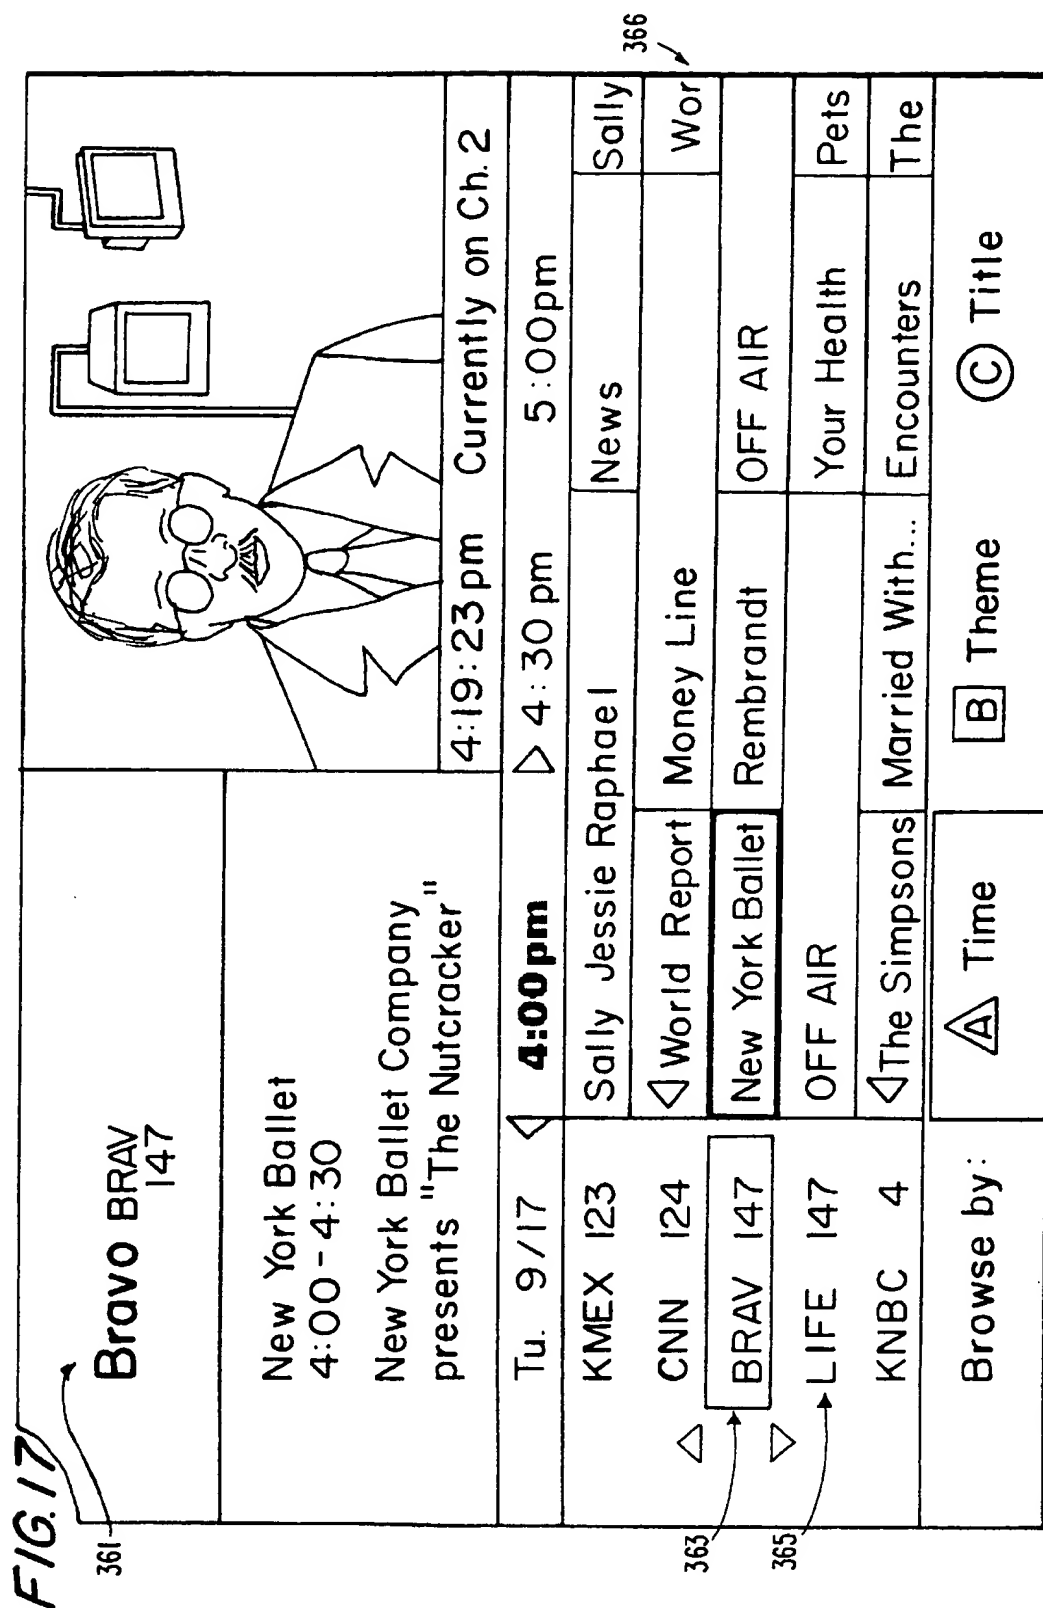 FIG. 17
361
366
Bravo BRAV
147
New York Ballet
4:00-4:30
New York Ballet Company
presents "The Nutcracker"
4:19:23pm Currently on Ch. 2
Tu. 9/17 4:00pm 4:30 pm 5:00pm
KMEX 123 Sally Jessie Raphael News Sally
CNN 124 World Report Money Line Wor
363
BRAV 147 New York Ballet Rembrandt OFF AIR
365
LIFE 147 OFF AIR Your Health Pets
KNBC 4 The Simpsons Married With... Encounters The
Browse by: A Time B Theme C Title